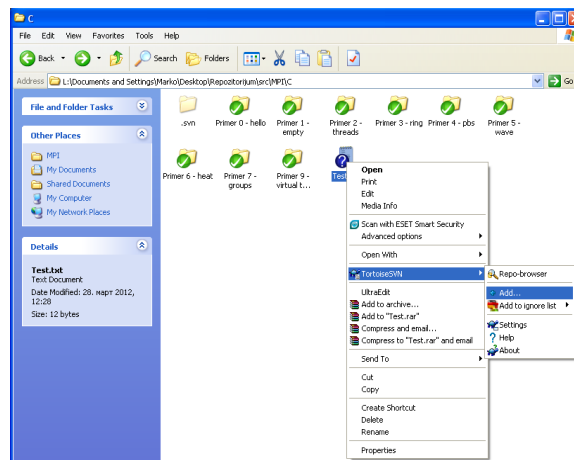 C
File Edit View Favorites Tools Help
Back Search Folders
Address L:\Documents and Settings\Marko\Desktop\Repozitorijum\src\MPI\C Go
File and Folder Tasks
Other Places
MPI
My Documents
Shared Documents
My Computer
My Network Places
Details
Test.txt
Text Document
Date Modified: 28. март 2012,
12:28
Size: 12 bytes
.svn
Primer 0 - hello
Primer 1 -
empty
Primer 2 -
threads
Primer 3 - ring
Primer 4 - pbs
Primer 5 -
wave
Primer 6 - heat
Primer 7 -
groups
Primer 9 -
virtual t...
Test
Open
Print
Edit
Media Info
Scan with ESET Smart Security
Advanced options
Open With
TortoiseSVN
UltraEdit
Add to archive...
Add to "Test.rar"
Compress and email...
Compress to "Test.rar" and email
Send To
Cut
Copy
Create Shortcut
Delete
Rename
Properties
Repo-browser
Add...
Add to ignore list
Settings
Help
About